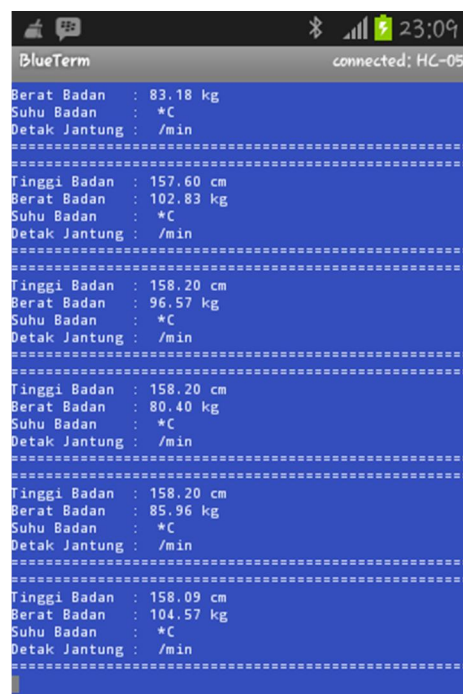 23:09
BlueTerm connected: HC-05
Berat Badan : 83.18 kg
Suhu Badan : *C
Detak Jantung : /min
====================================================
====================================================
Tinggi Badan : 157.60 cm
Berat Badan : 102.83 kg
Suhu Badan : *C
Detak Jantung : /min
====================================================
====================================================
Tinggi Badan : 158.20 cm
Berat Badan : 96.57 kg
Suhu Badan : *C
Detak Jantung : /min
====================================================
====================================================
Tinggi Badan : 158.20 cm
Berat Badan : 80.40 kg
Suhu Badan : *C
Detak Jantung : /min
====================================================
====================================================
Tinggi Badan : 158.20 cm
Berat Badan : 85.96 kg
Suhu Badan : *C
Detak Jantung : /min
====================================================
====================================================
Tinggi Badan : 158.09 cm
Berat Badan : 104.57 kg
Suhu Badan : *C
Detak Jantung : /min
====================================================